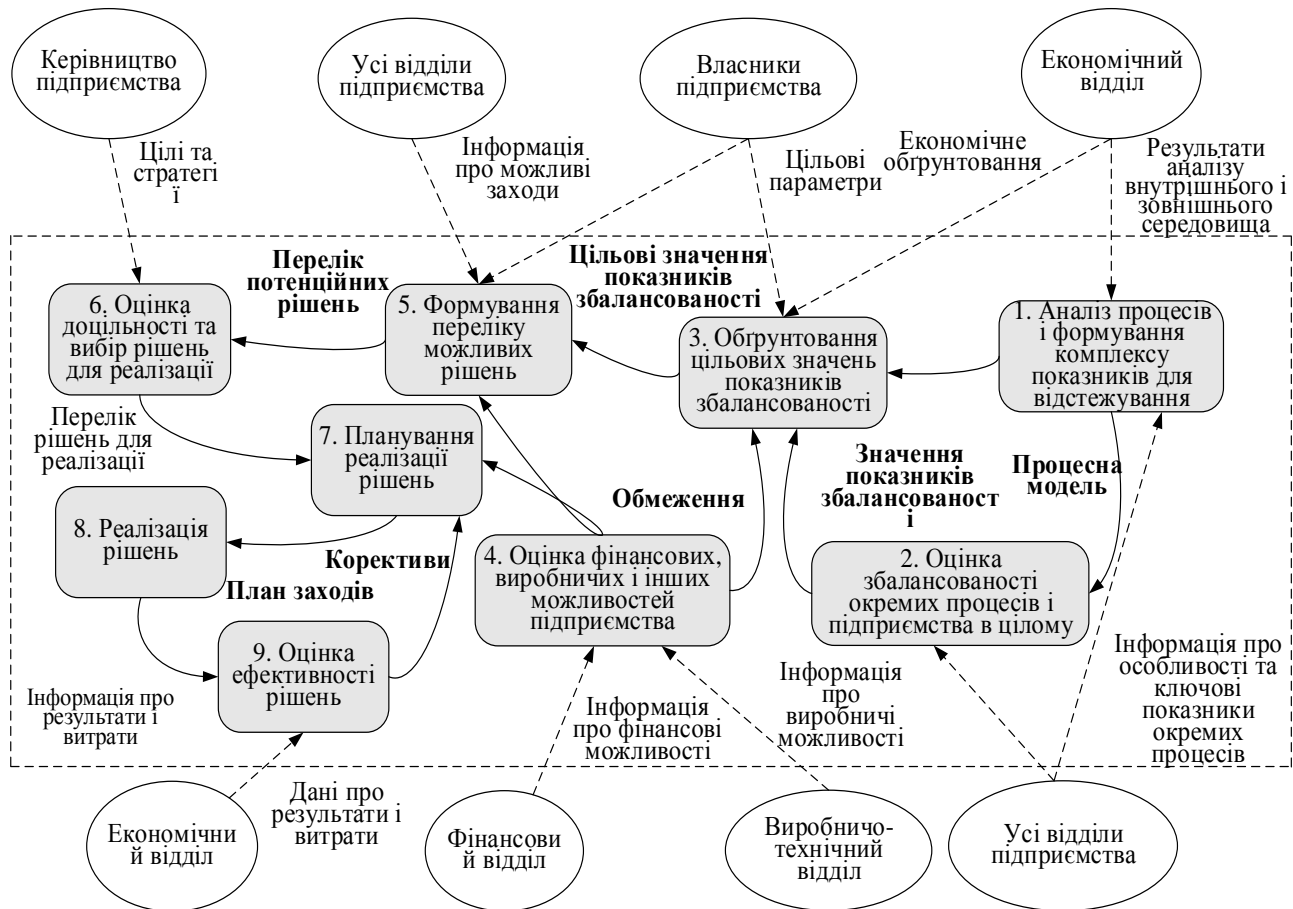 Керівництво
підприємства
Усі відділи
підприємства
Власники
підприємства
Економічний
відділ
Цілі та
стратегі
ї
Інформація
про можливі
заходи
Цільові
параметри
Економічне
обґрунтовання
Результати
аналізу
внутрішнього і
зовнішнього
середовища
Перелік
потенційних
рішень
Цільові значення
показників
збалансованості
6. Оцінка
доцільності та
вибір рішень
для реалізації
5. Формування
переліку
можливих
рішень
3. Обґрунтовання
цільових значень
показників
збалансованості
1. Аналіз процесів
і формування
комплексу
показників для
відстежування
Перелік
рішень для
реалізації
7. Планування
реалізації
рішень
Обмеження
Значення
показників
збалансованост
і
Процесна
модель
8. Реалізація
рішень
Корективи
План заходів
4. Оцінка фінансових,
виробничих і інших
можливостей
підприємства
2. Оцінка
збалансованості
окремих процесів і
підприємства в цілому
9. Оцінка
ефективності
рішень
Інформація про
результати і
витрати
Інформація
про фінансові
можливості
Інформація
про
виробничі
можливості
Інформація про
особливості та
ключові
показники
окремих
процесів
Дані про
результати і
витрати
Економічни
й відділ
Фінансови
й відділ
Виробничо-
технічний
відділ
Усі відділи
підприємства